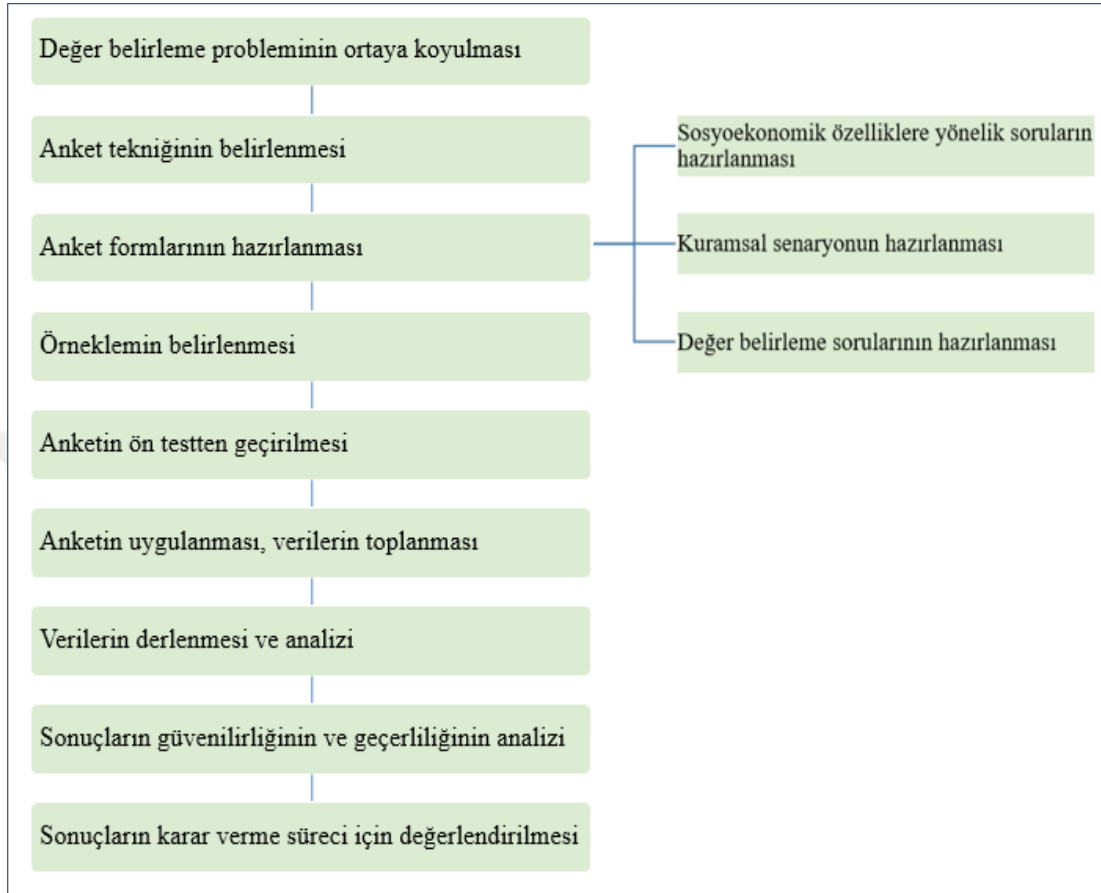 Değer belirleme probleminin ortaya koyulması
Anket tekniğinin belirlenmesi
Anket formlarının hazırlanması
Sosyoekonomik özelliklere yönelik soruların
hazırlanması
Kuramsal senaryonun hazırlanması
Değer belirleme sorularının hazırlanması
Örneklemin belirlenmesi
Anketin ön testten geçirilmesi
Anketin uygulanması, verilerin toplanması
Verilerin derlenmesi ve analizi
Sonuçların güvenilirliğinin ve geçerliliğinin analizi
Sonuçların karar verme süreci için değerlendirilmesi